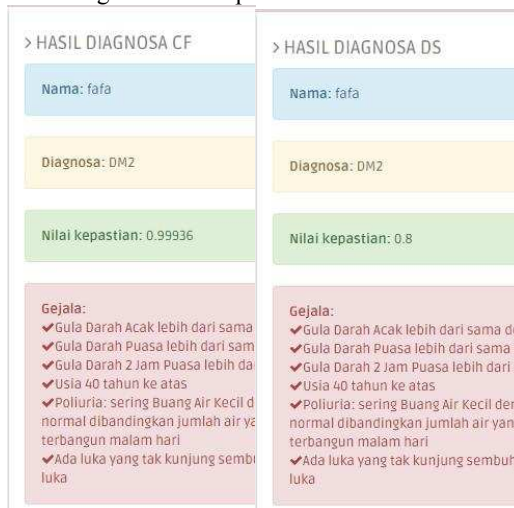 > HASIL DIAGNOSA CF
Nama: fafa
Diagnosa: DM2
Nilai kepastian: 0.99936
Gejala:
✔Gula Darah Acak lebih dari sama
✔Gula Darah Puasa lebih dari sam
✔Gula Darah 2 Jam Puasa lebih da
✔Usia 40 tahun ke atas
✔Poliuria: sering Buang Air Kecil d
normal dibandingkan jumlah air ya
terbangun malam hari
✔Ada luka yang tak kunjung sembu
luka
> HASIL DIAGNOSA DS
Nama: fafa
Diagnosa: DM2
Nilai kepastian: 0.8
Gejala:
✔Gula Darah Acak lebih dari sama d
✔Gula Darah Puasa lebih dari sama
✔Gula Darah 2 Jam Puasa lebih dari
✔Usia 40 tahun ke atas
✔Poliuria: sering Buang Air Kecil der
normal dibandingkan jumlah air yan
terbangun malam hari
✔Ada luka yang tak kunjung sembuh
luka